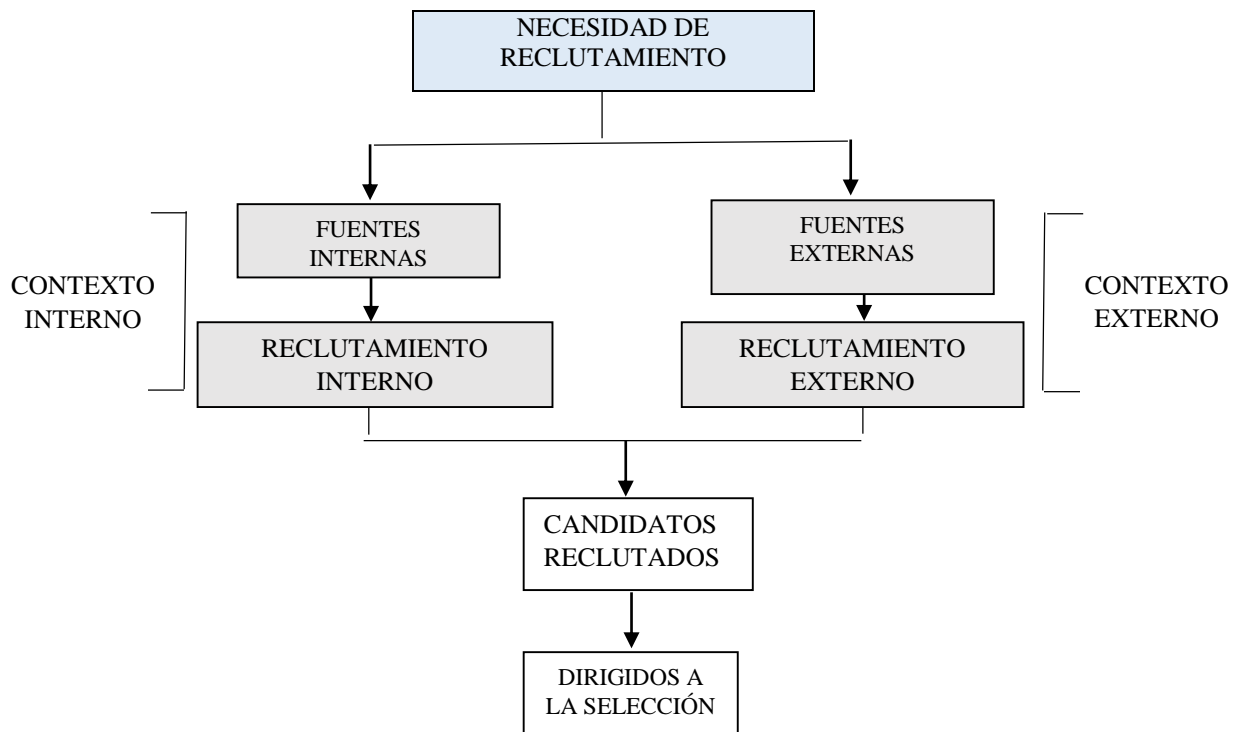 NECESIDAD DE
RECLUTAMIENTO
FUENTES
INTERNAS
FUENTES
EXTERNAS
CONTEXTO
INTERNO
CONTEXTO
EXTERNO
RECLUTAMIENTO
INTERNO
RECLUTAMIENTO
EXTERNO
CANDIDATOS
RECLUTADOS
DIRIGIDOS A
LA SELECCIÓN